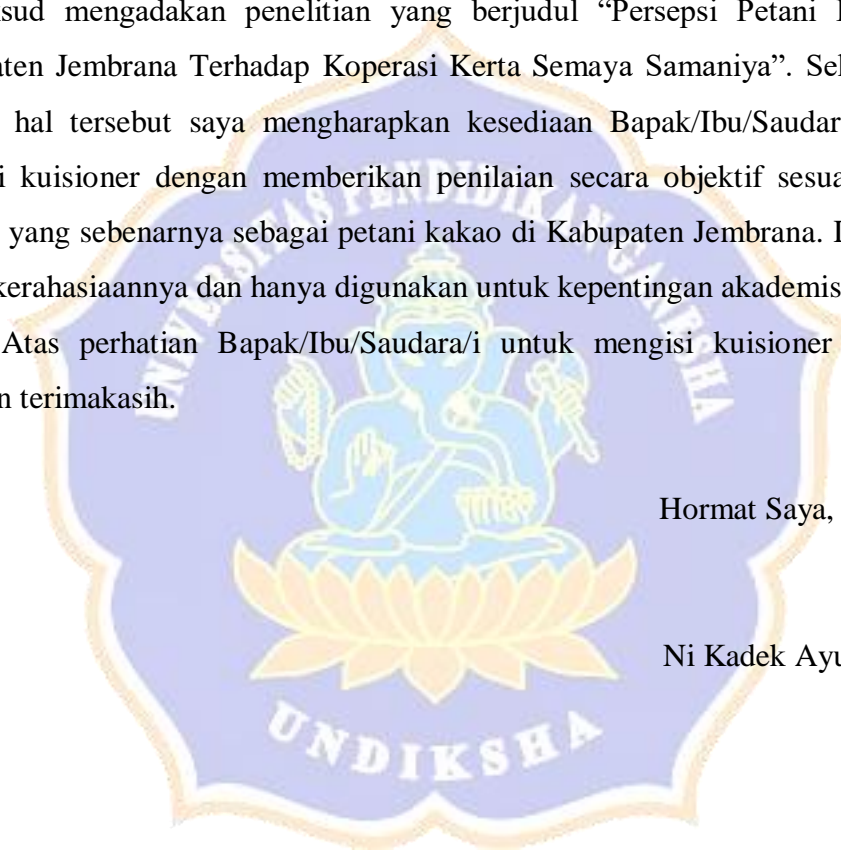 sud mengadakan penelitian yang berjudul “Persepsi Petani
aten Jembrana Terhadap Koperasi Kerta Semaya Samaniya”. Sel
hal tersebut saya mengharapkan kesediaan Bapak/Ibu/Saudar
i kuisioner dengan memberikan penilaian secara objektif sesua
yang sebenarnya sebagai petani kakao di Kabupaten Jembrana.
kerahasiaannya dan hanya digunakan untuk kepentingan akademis
Atas perhatian Bapak/Ibu/Saudara/i untuk mengisi kuisioner
n terimakasih.
Hormat Saya,
Ni Kadek Ayu
UNIVERSITAS PENDIDIKAN GANESHA
UNDIKSHA